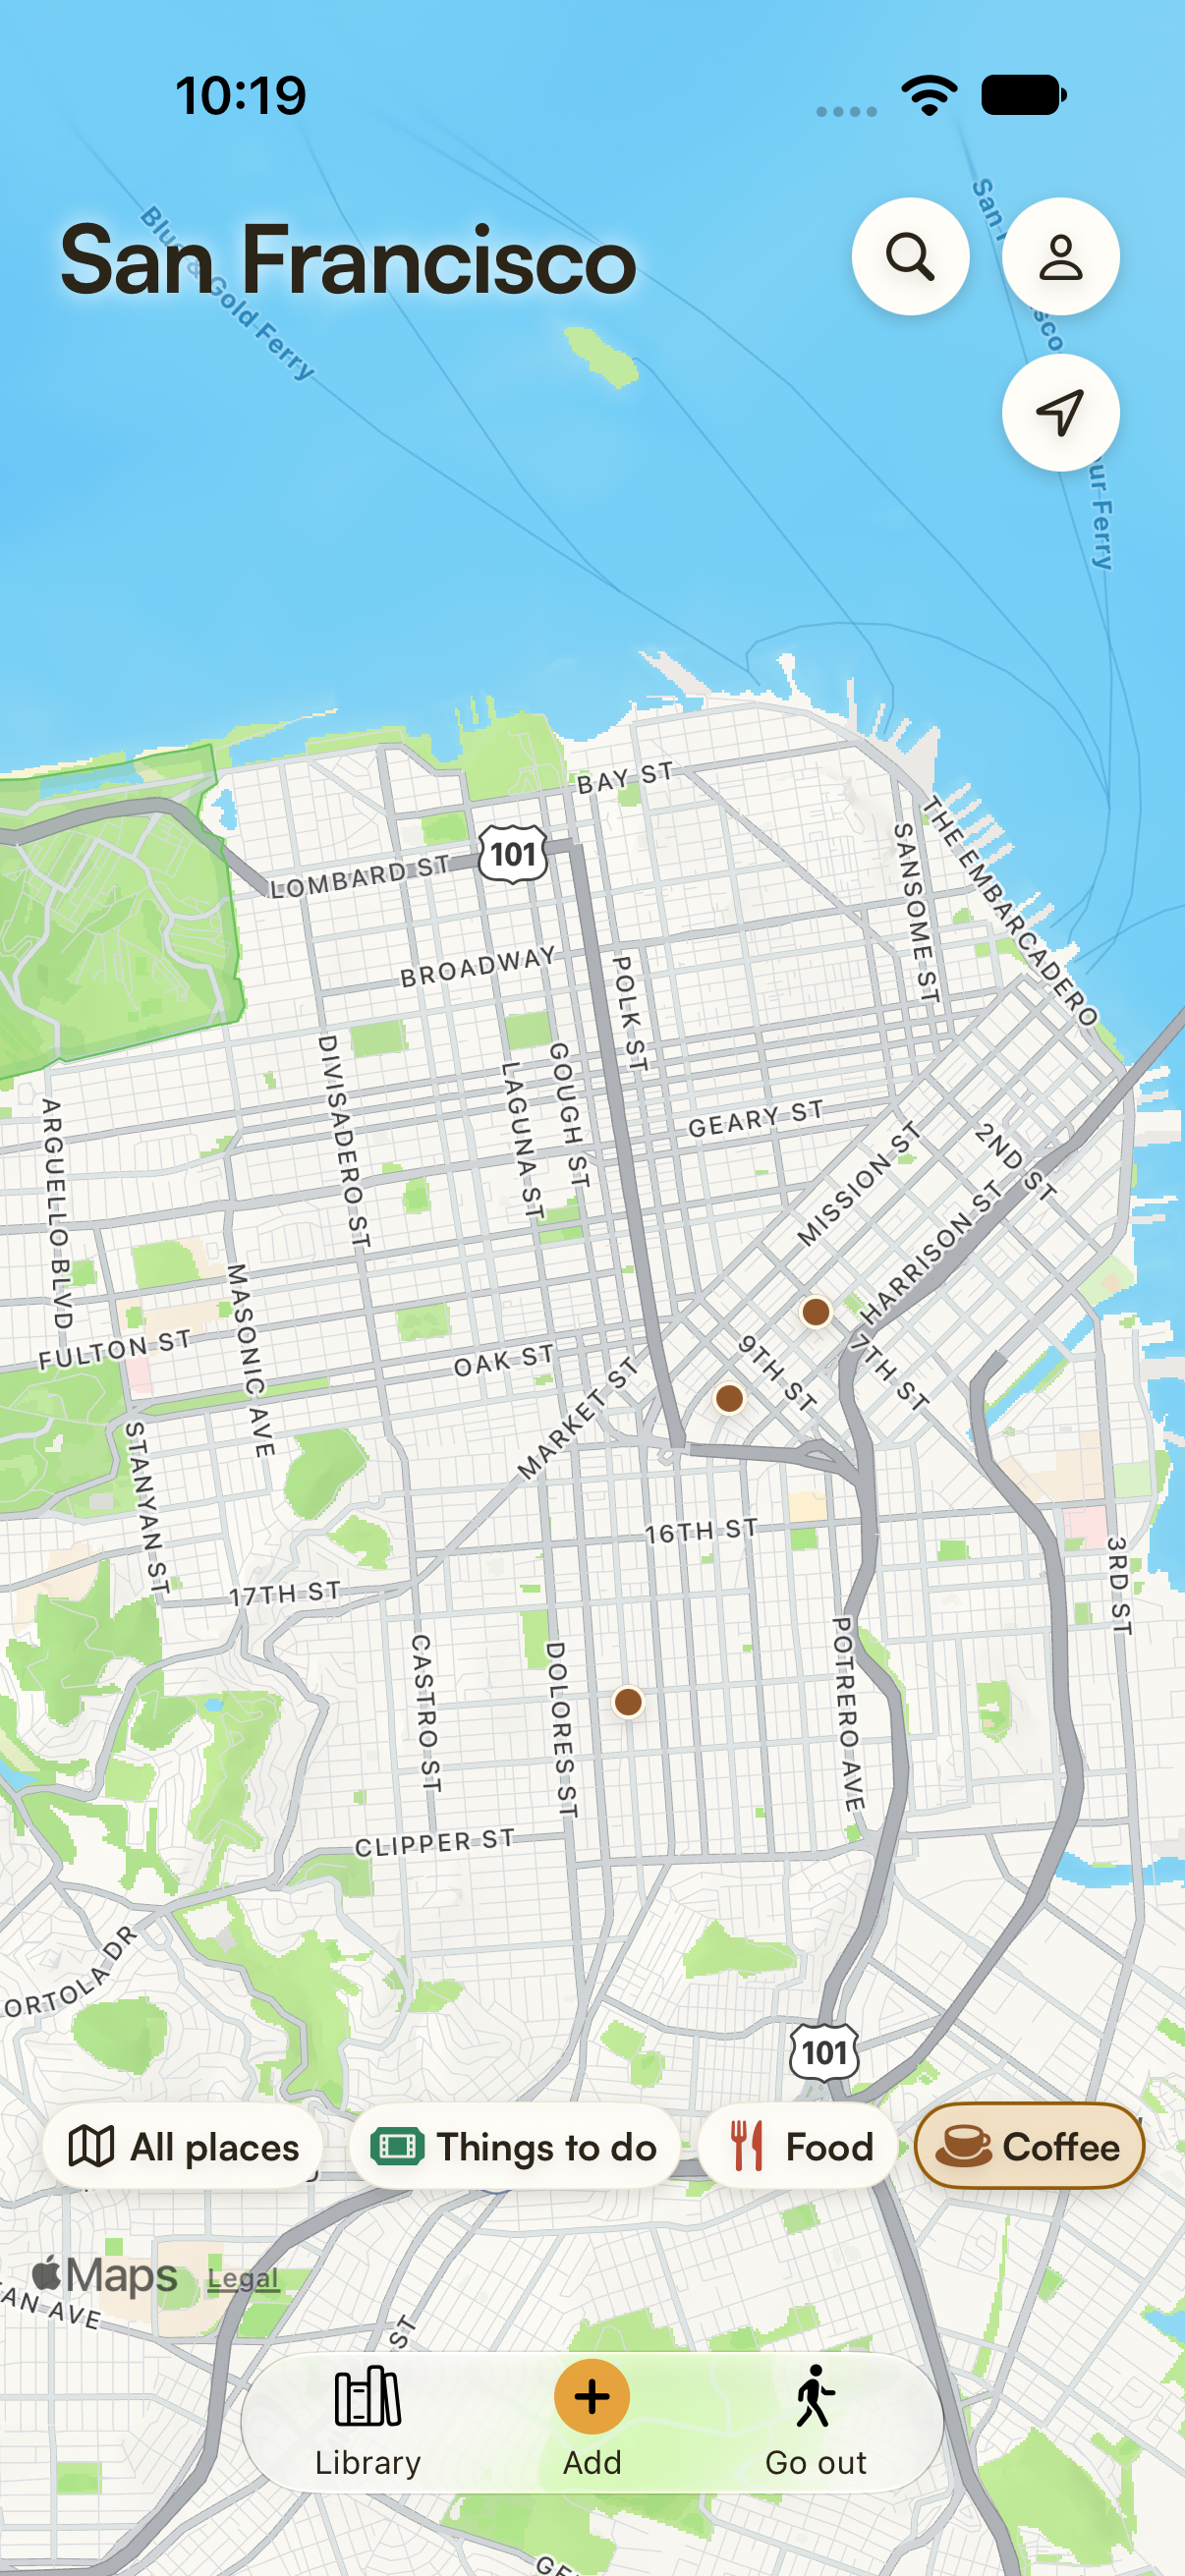 10:19
San Francisco
Blue & Gold Ferry
BAY ST
101
LOMBARD ST
THE EMBARCADERO
SANSOME ST
BROADWAY
POLK ST
DIVISADERO ST
GOUGH ST
LAGUNA ST
ARGUELLO BLVD
GEARY ST
MISSION ST
2ND ST
HARRISON ST
MASONIC AVE
FULTON ST
OAK ST
9TH ST
7TH ST
MARKET ST
STANYAN ST
16TH ST
3RD ST
17TH ST
CASTRO ST
DOLORES ST
POTRERO AVE
CLIPPER ST
ORTOLA DR
101
All places
Things to do
Food
Coffee
Maps
Legal
AN AVE
ST
Library
Add
Go out